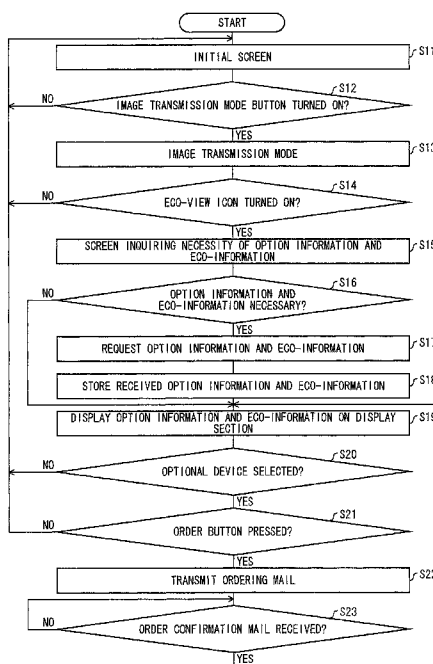 START
INITIAL SCREEN
S11
S12
NO
IMAGE TRANSMISSION MODE BUTTON TURNED ON?
YES
S13
IMAGE TRANSMISSION MODE
S14
NO
ECO-VIEW ICON TURNED ON?
YES
S15
SCREEN INQUIRING NECESSITY OF OPTION INFORMATION AND
ECO-INFORMATION
S16
NO
OPTION INFORMATION AND
ECO-INFORMATION NECESSARY?
YES
S17
REQUEST OPTION INFORMATION AND ECO-INFORMATION
S18
STORE RECEIVED OPTION INFORMATION AND ECO-INFORMATION
S19
DISPLAY OPTION INFORMATION AND ECO-INFORMATION ON DISPLAY
SECTION
S20
NO
OPTIONAL DEVICE SELECTED?
YES
S21
NO
ORDER BUTTON PRESSED?
YES
S22
TRANSMIT ORDERING MAIL
S23
NO
ORDER CONFIRMATION MAIL RECEIVED?
YES